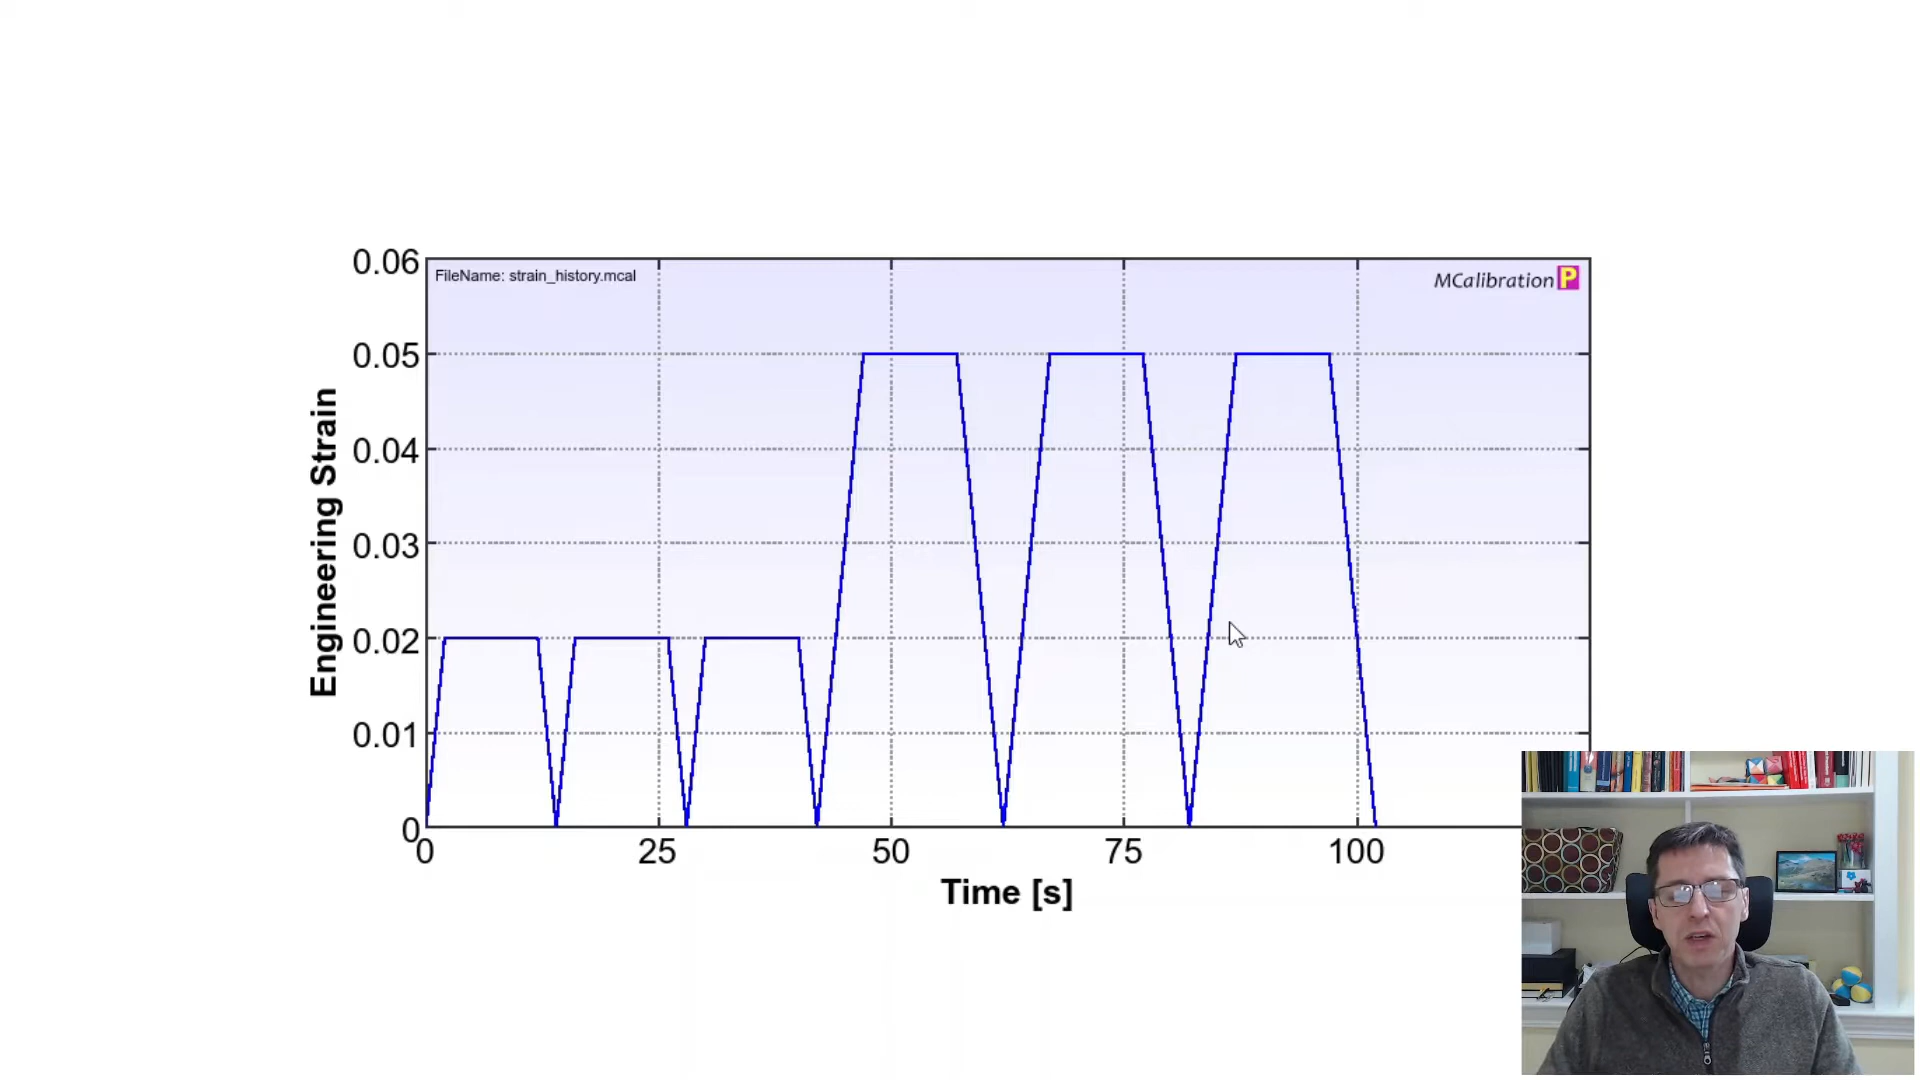 0.06
FileName: strain_history.mcal
MCalibration P
0.05
0.04
0.03
0.02
0.01
0
Engineering Strain
0 25 50 75 100
Time [s]